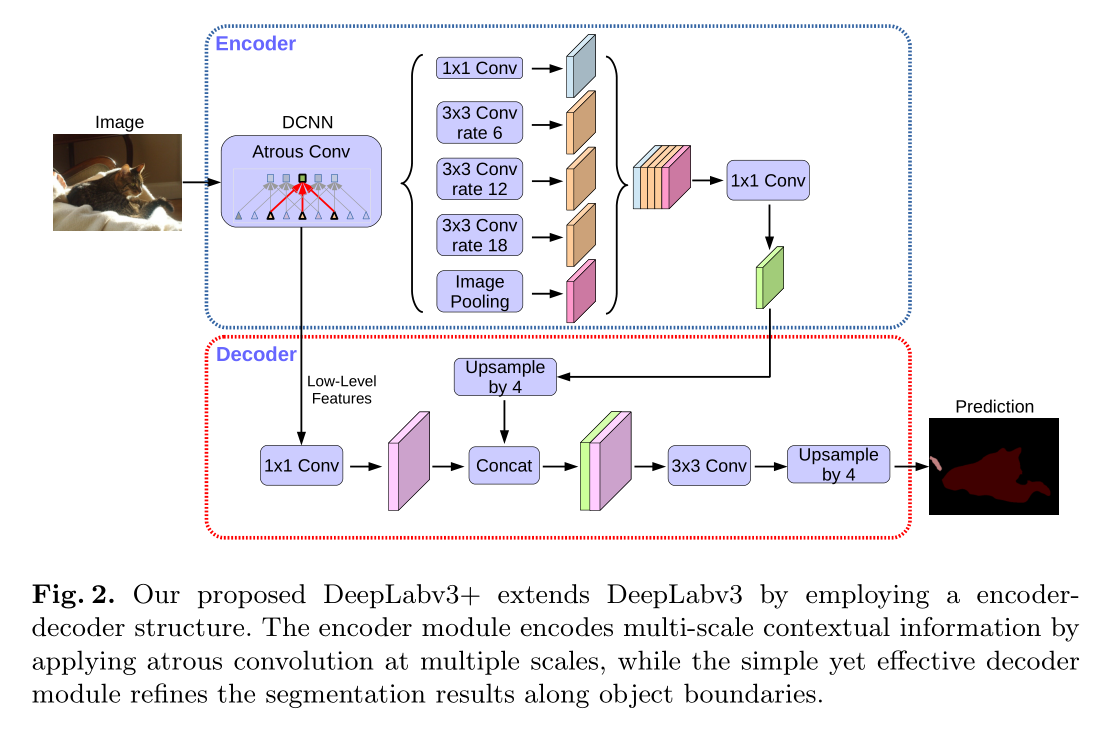 Encoder
Image
DCNN
Atrous Conv
1x1 Conv
3x3 Conv
rate 6
3x3 Conv
rate 12
3x3 Conv
rate 18
Image
Pooling
1x1 Conv
Decoder
Low-Level
Features
Upsample
by 4
1x1 Conv
Concat
3x3 Conv
Upsample
by 4
Prediction
Fig. 2. Our proposed DeepLabv3+ extends DeepLabv3 by employing a encoder-
decoder structure. The encoder module encodes multi-scale contextual information by
applying atrous convolution at multiple scales, while the simple yet effective decoder
module refines the segmentation results along object boundaries.